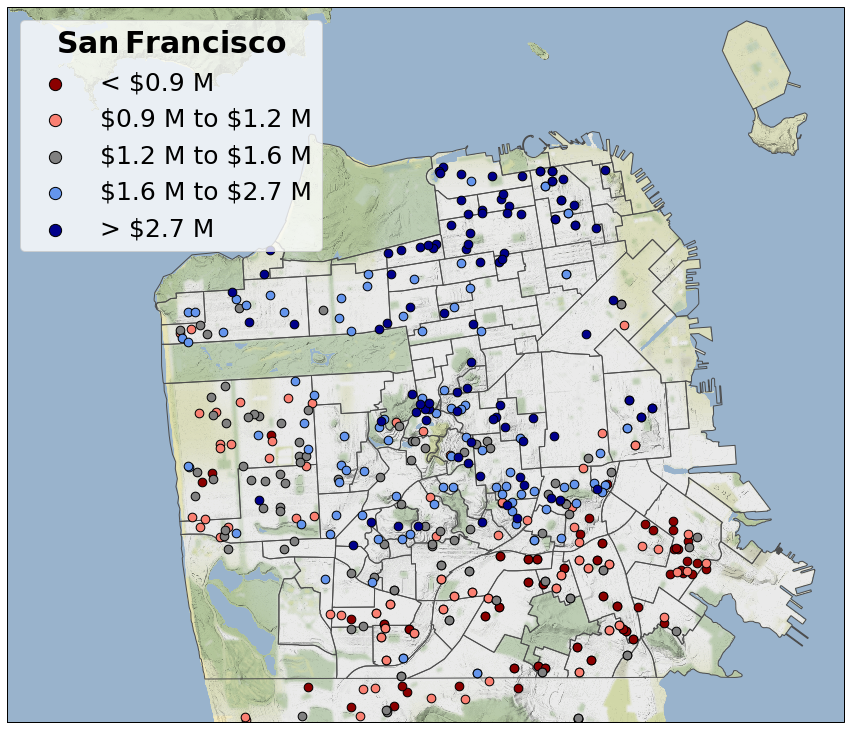 San Francisco
< $0.9 M
$0.9 M to $1.2 M
$1.2 M to $1.6 M
$1.6 M to $2.7 M
> $2.7 M